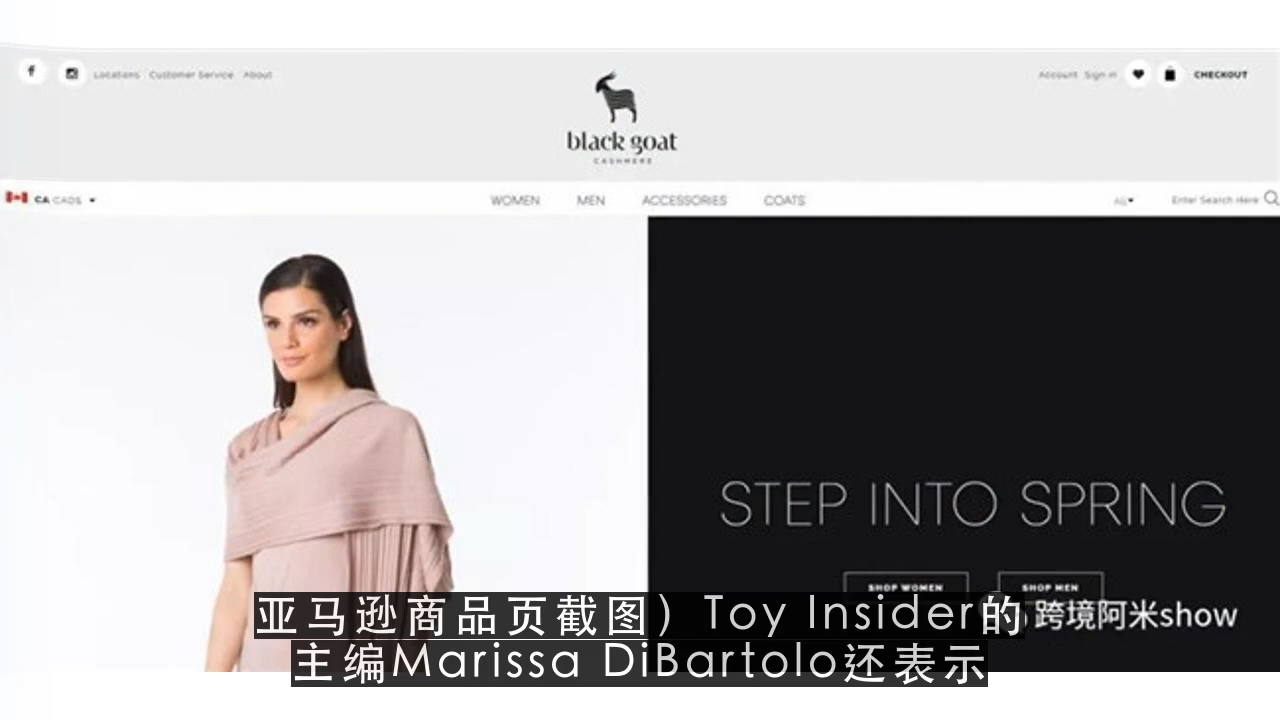 Locations Customer Service About
Account Sign in CHECKOUT
black goat
CASHMERE
CA CAD$
WOMEN MEN ACCESSORIES COATS
Enter Search Here
STEP INTO SPRING
SHOP WOMEN SHOP MEN
跨境阿米show
亚马逊商品页截图）Toy Insider的
主编Marissa DiBartolo还表示